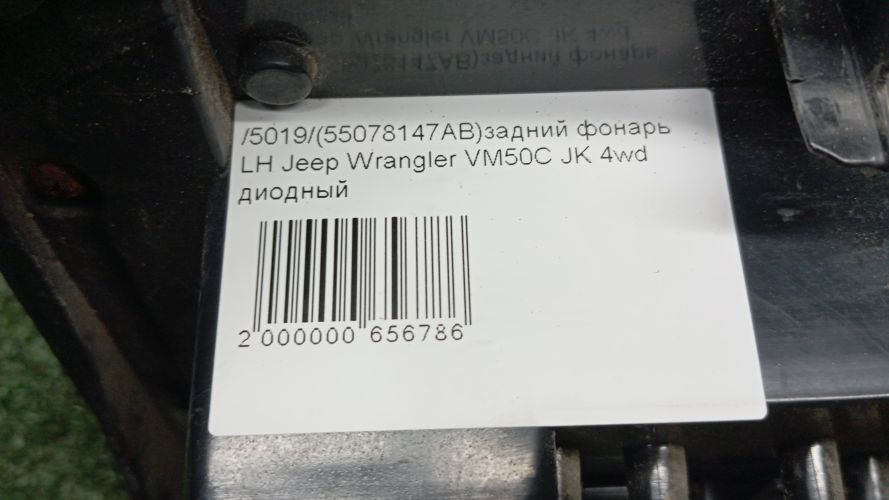 /5019/(55078147AB)задний фонарь
LH Jeep Wrangler VM50C JK 4wd
диодный
2 000000 656786